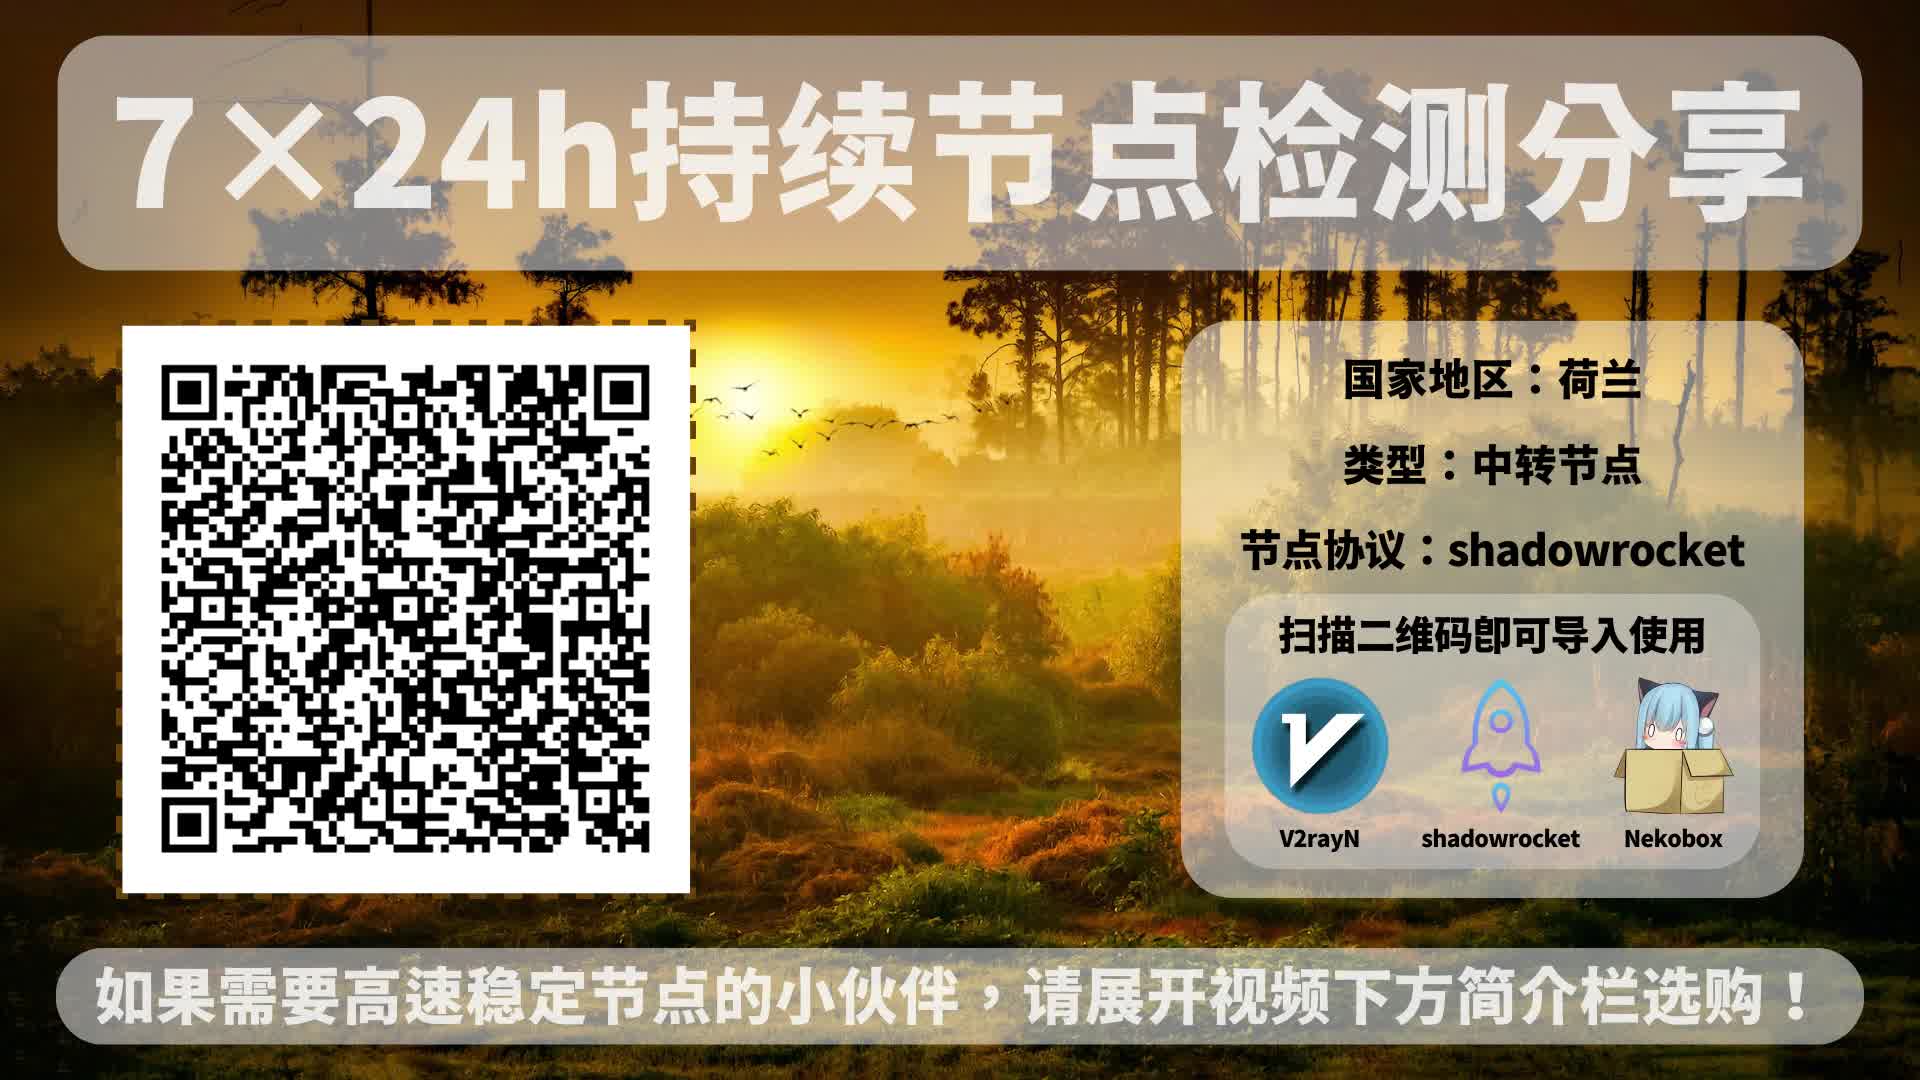 7×24h持续节点检测分享
国家地区：荷兰
类型：中转节点
节点协议：shadowrocket
扫描二维码即可导入使用
V2rayN
shadowrocket
Nekobox
如果需要高速稳定节点的小伙伴，请展开视频下方简介栏选购！